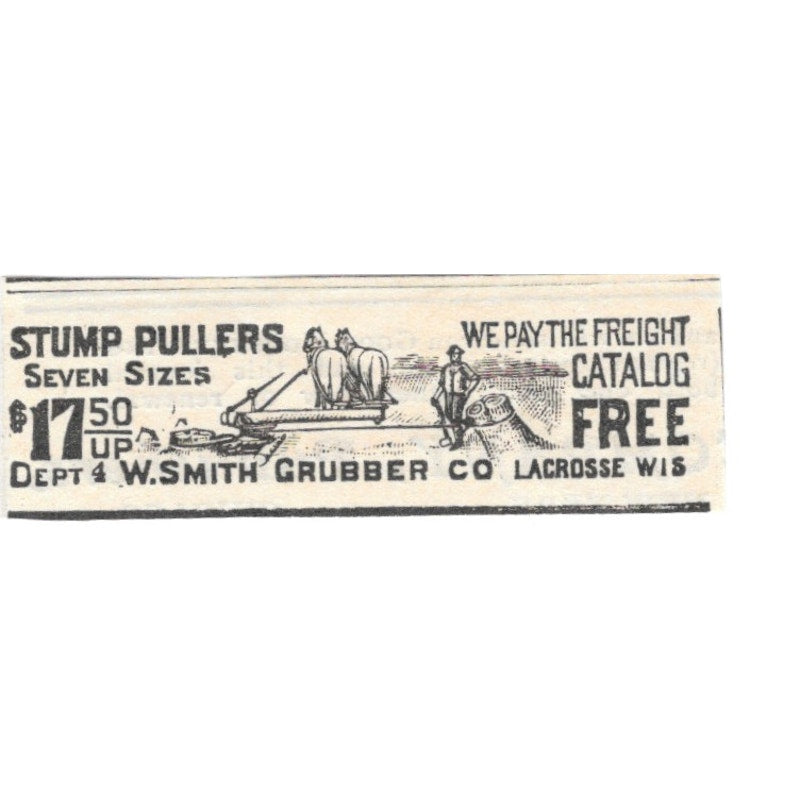 STUMP PULLERS
SEVEN SIZES
$17 50 UP
WE PAY THE FREIGHT
CATALOG
FREE
DEPT 4 W. SMITH GRUBBER CO LACROSSE WIS